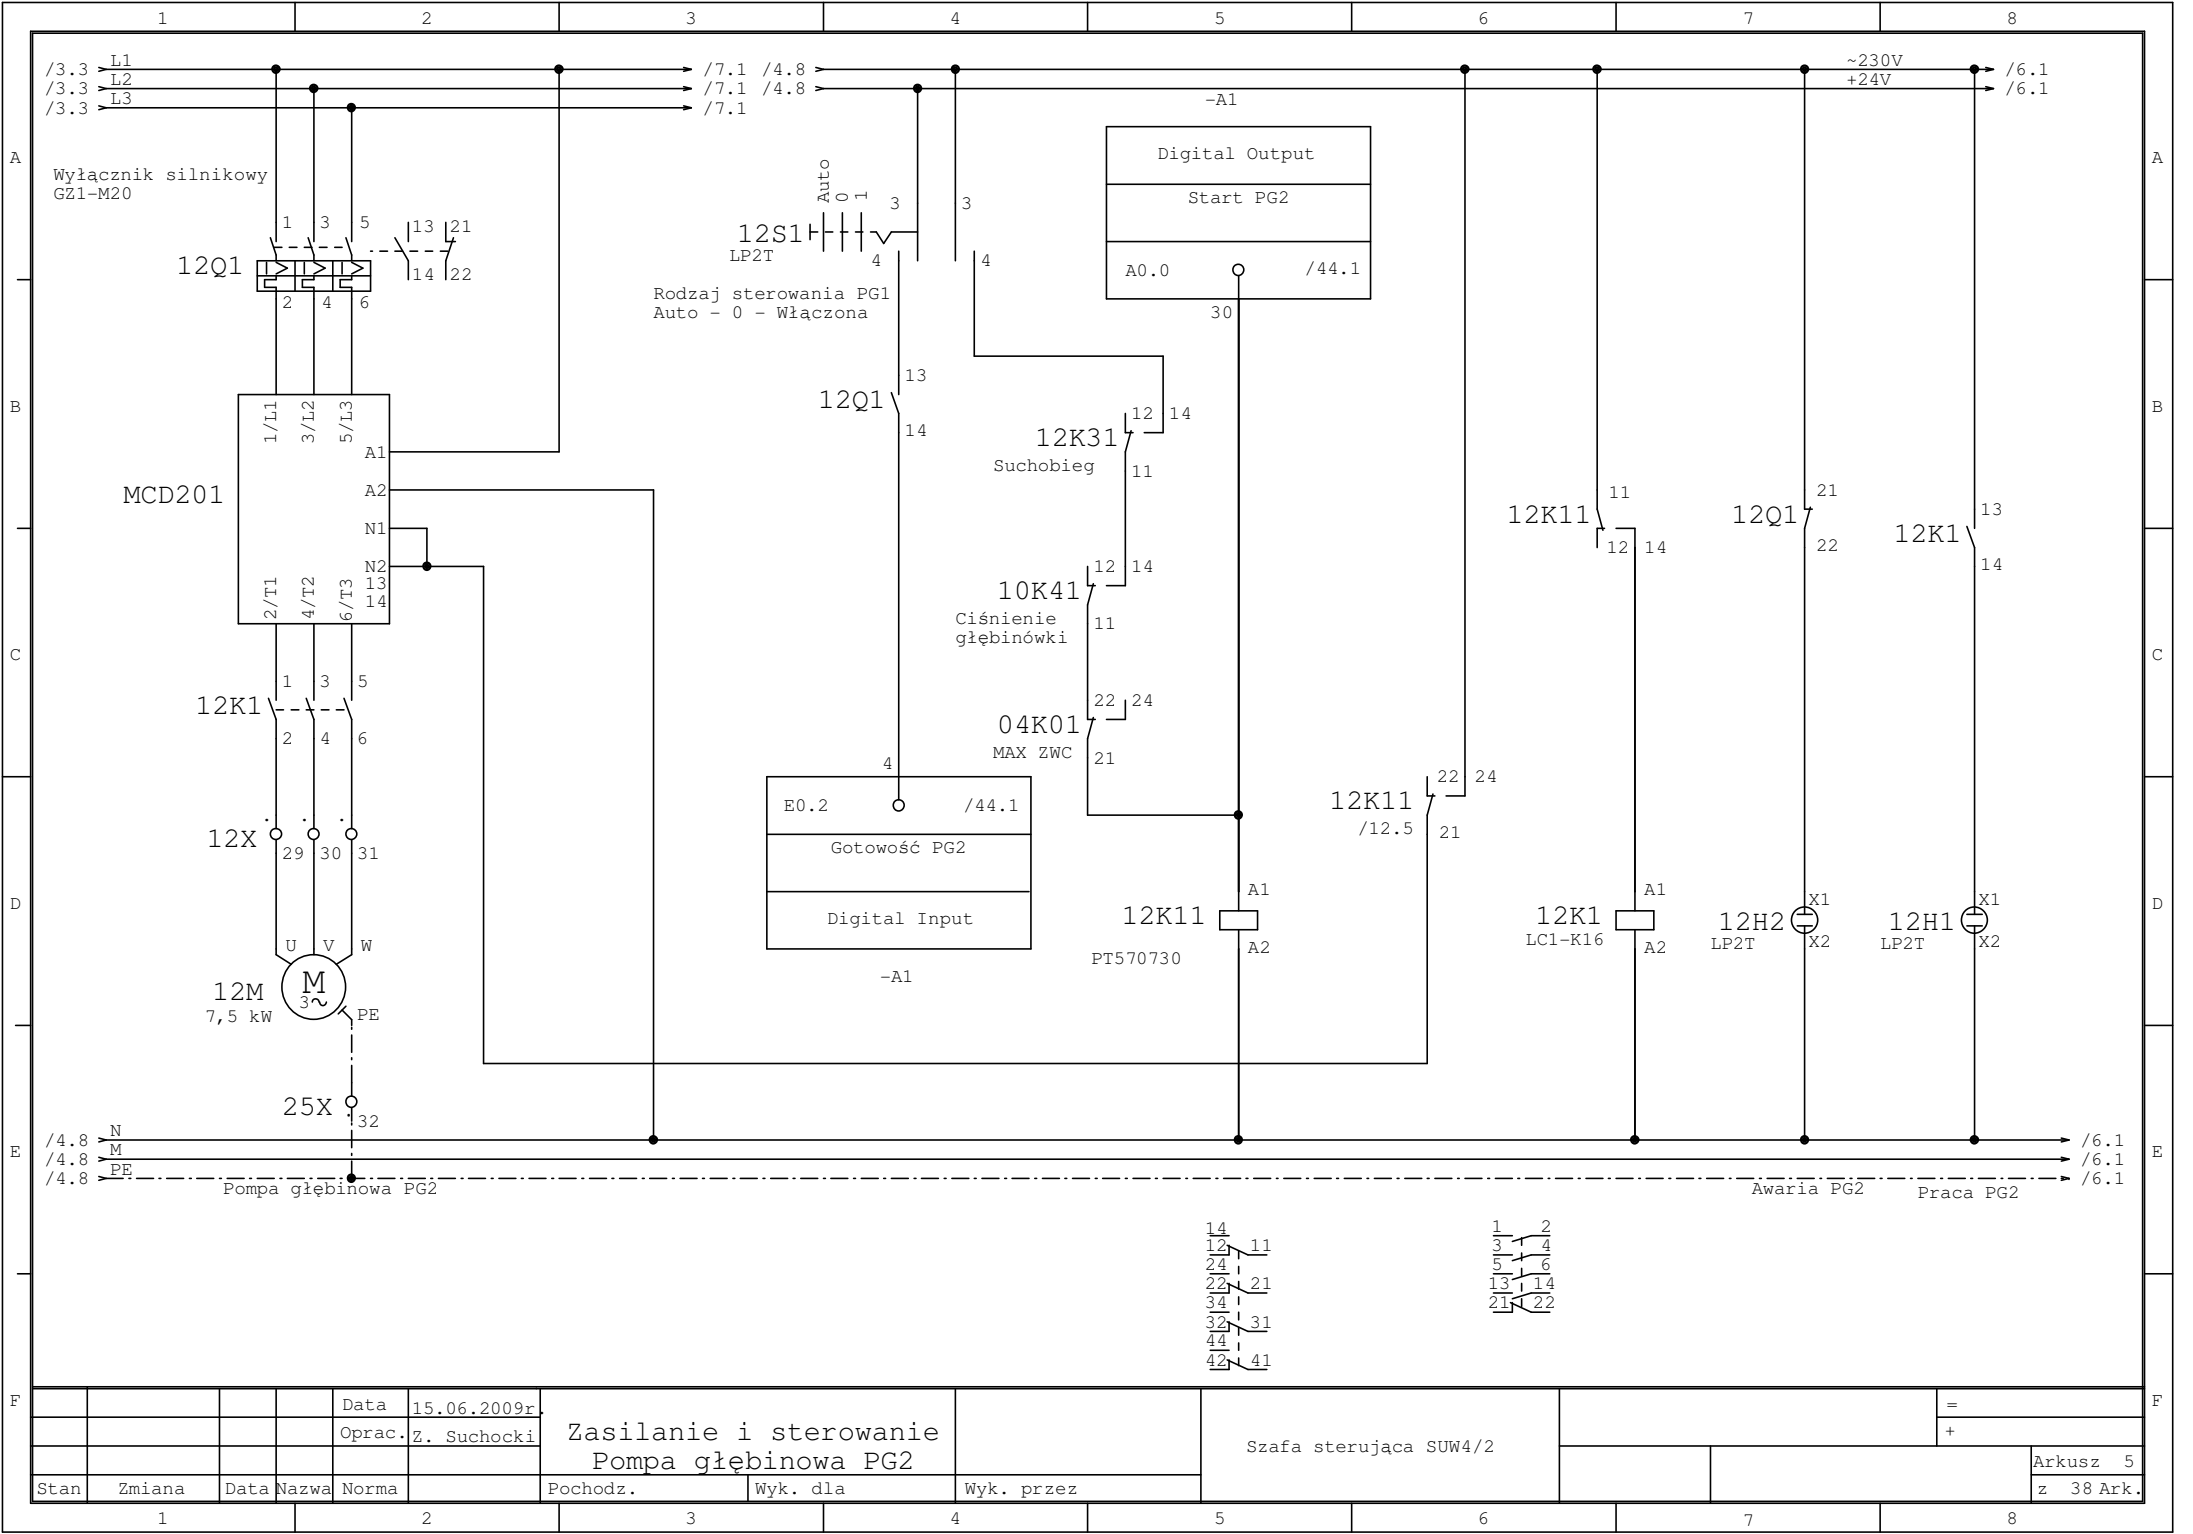 1 2 3 4 5 6 7 8
/3.3 L1 /7.1 /4.8 ~230V /6.1
/3.3 L2 /7.1 /4.8 +24V /6.1
/3.3 L3 /7.1
-A1
A A
Wyłącznik silnikowy
GZ1-M20
1 3 5 13 21
12Q1
14 22
2 4 6
Auto
0
1
3 3
12S1
LP2T
4 4
Rodzaj sterowania PG1
Auto - 0 - Włączona
Digital Output
Start PG2
A0.0 /44.1
30
B B
1/L1 3/L2 5/L3
A1
A2
N1
N2
13
14
MCD201
2/T1 4/T2 6/T3
13
12Q1
14
12 14
12K31
Suchobieg
11
12 14
10K41
Ciśnienie
głębinówki
11
22 24
04K01
MAX ZWC
21
11
12K11
12 14
21
12Q1
22
13
12K1
14
C C
1 3 5
12K1
2 4 6
12X
29 30 31
4
E0.2 /44.1
Gotowość PG2
Digital Input
-A1
22 24
12K11
/12.5
21
D D
A1
12K11
A2
PT570730
A1
12K1
LC1-K16
A2
X1
12H2
LP2T
X2
X1
12H1
LP2T
X2
U V W
M
3~
12M
7,5 kW
PE
25X
32
E E
/4.8 N /6.1
/4.8 M /6.1
/4.8 PE /6.1
Pompa głębinowa PG2
Awaria PG2
Praca PG2
14
12 11
24
22 21
34
32 31
44
42 41
1 2
3 4
5 6
13 14
21 22
F F
Data 15.06.2009r.
Oprac. Z. Suchocki
Stan Zmiana Data Nazwa Norma
Zasilanie i sterowanie
Pompa głębinowa PG2
Pochodz. Wyk. dla Wyk. przez
Szafa sterująca SUW4/2
=
+
Arkusz 5
z 38 Ark.
1 2 3 4 5 6 7 8